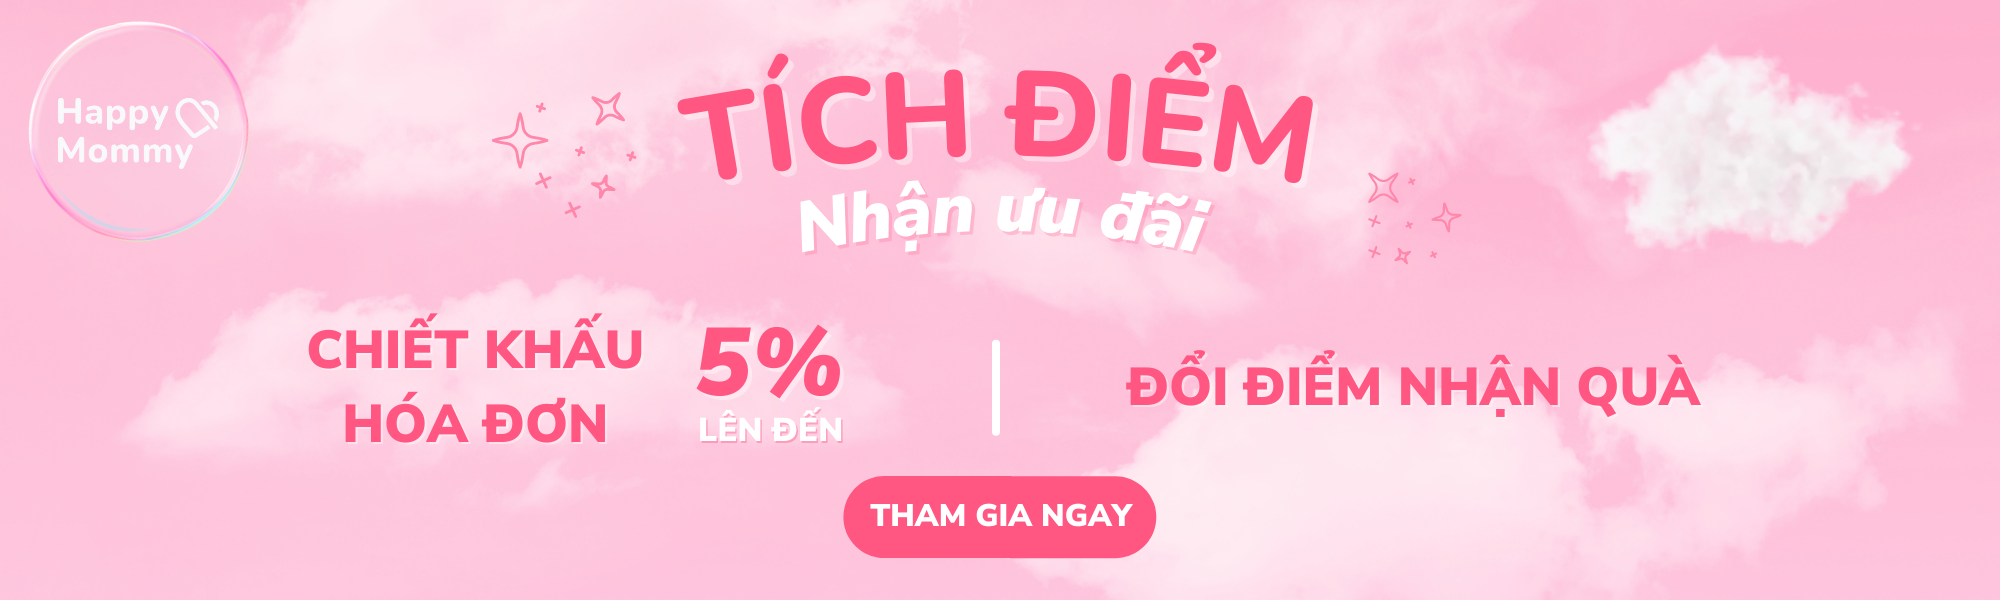 Happy
Mommy
TÍCH ĐIỂM
Nhận ưu đãi
CHIẾT KHẤU
HÓA ĐƠN
5%
LÊN ĐẾN
ĐỔI ĐIỂM NHẬN QUÀ
THAM GIA NGAY